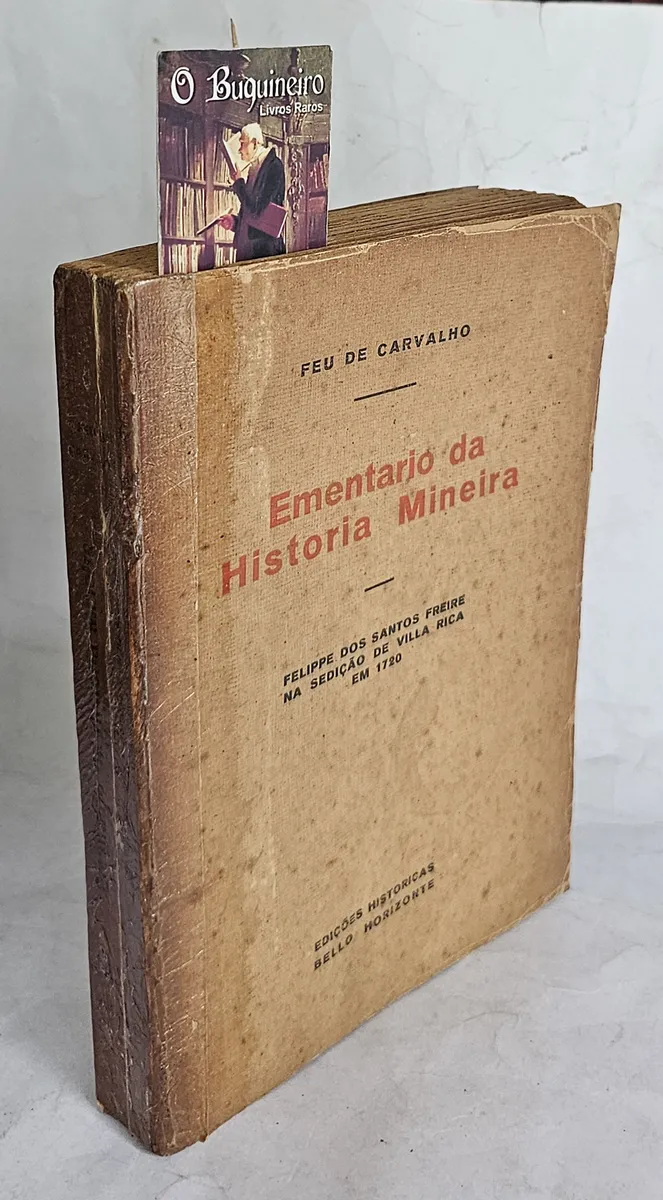 O Buquineiro
Livros Raros
FEU DE CARVALHO
Ementario da
Historia Mineira
FELIPPE DOS SANTOS FREIRE
NA SEDIÇÃO DE VILLA RICA
EM 1720
EDIÇÕES HISTORICAS
BELLO HORIZONTE